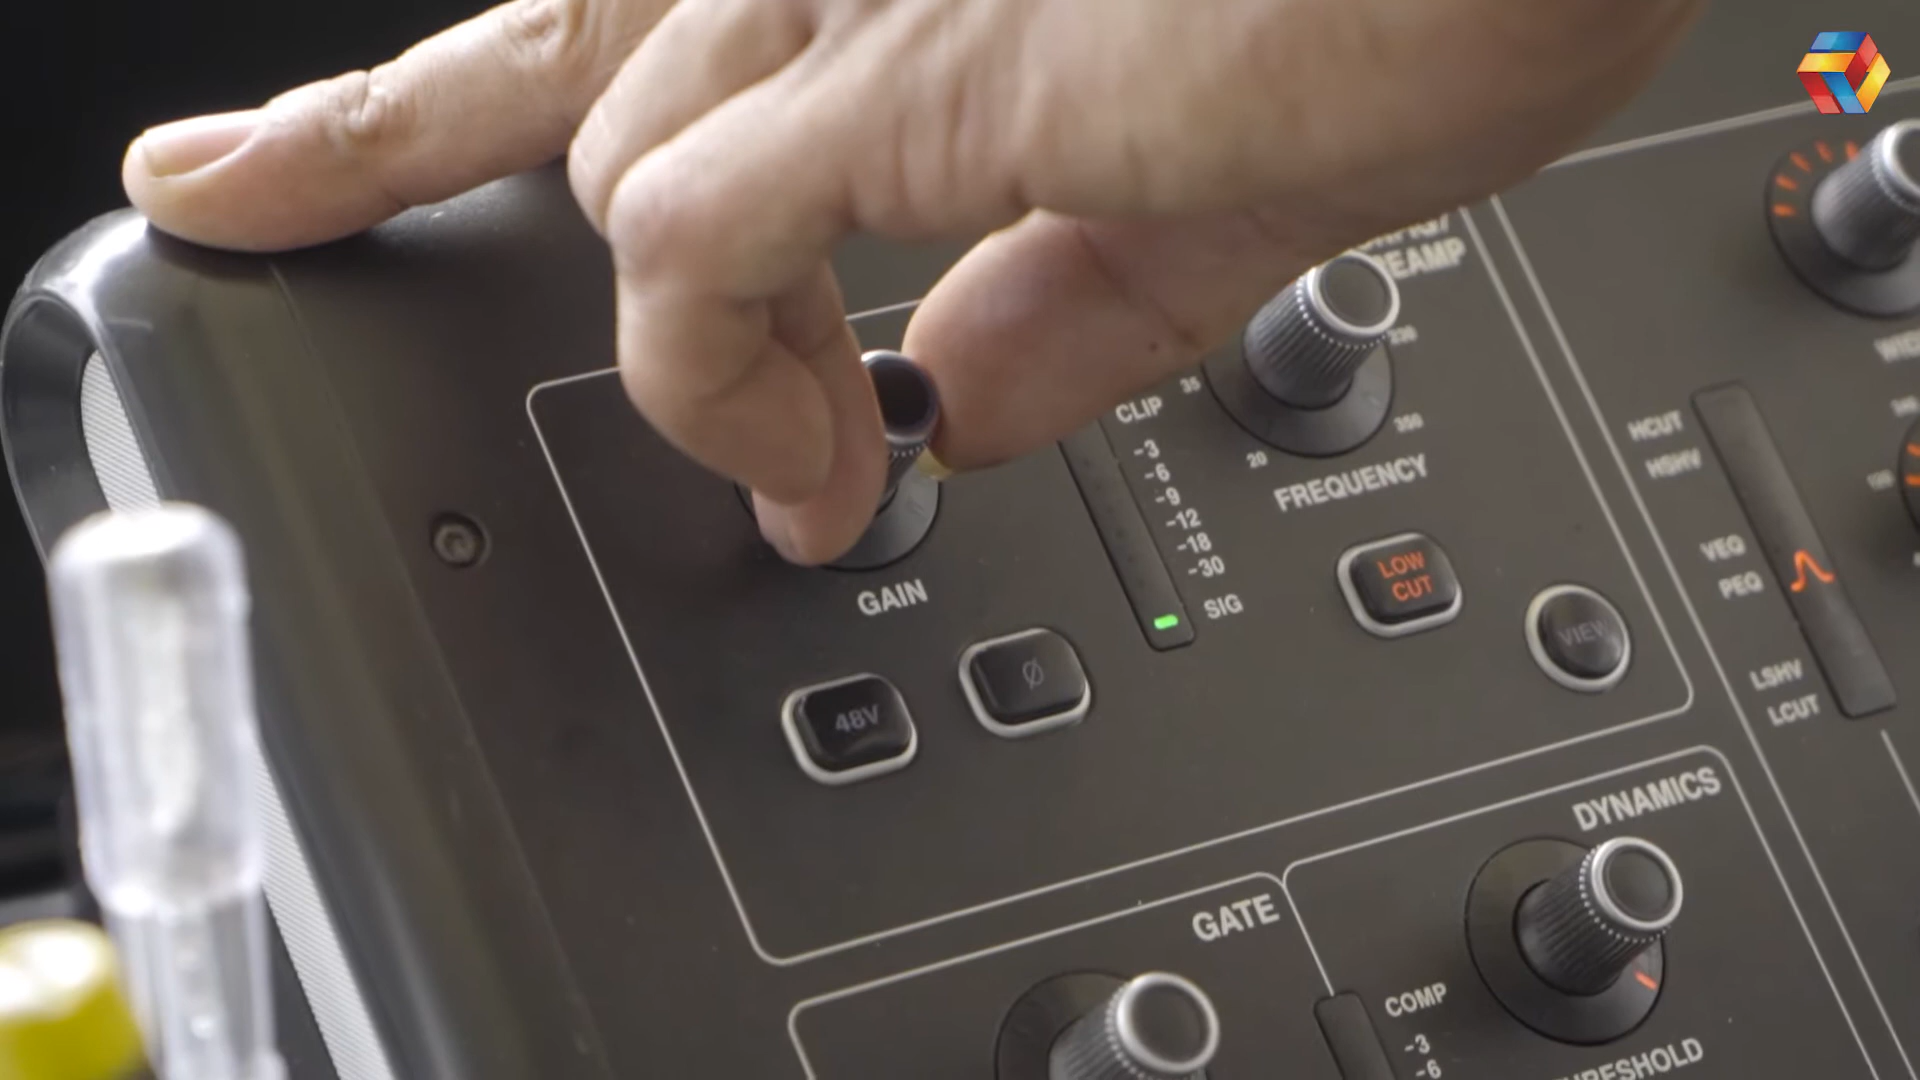 CLIP
-3
-6
-9
-12
-18
-30
SIG
35
20
350
FREQUENCY
GAIN
48V
Ø
LOW
CUT
VIEW
HCUT
HSHV
VEQ
PEQ
LSHV
LCUT
DYNAMICS
GATE
COMP
-3
-6